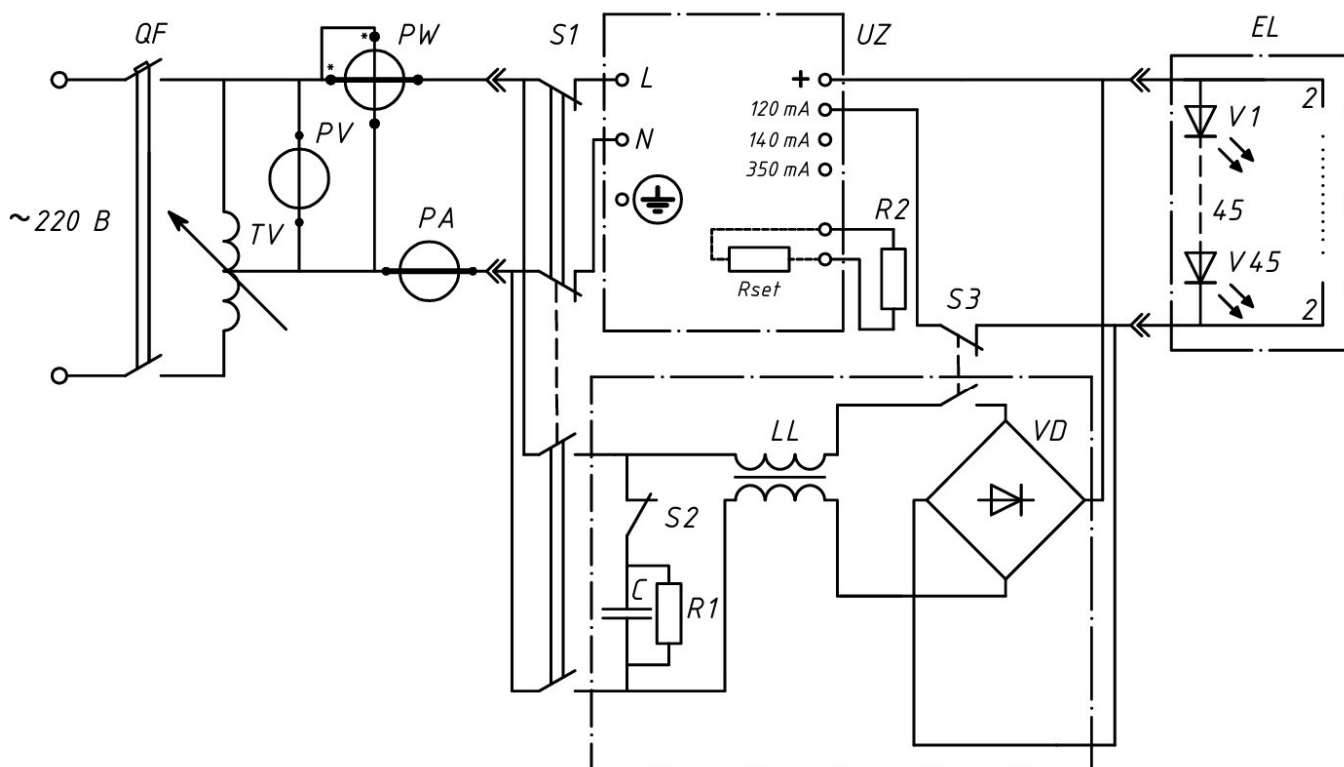 QF
PW
S1
UZ
EL
*
*
L
+
2
120 mA
V1
PV
N
140 mA
350 mA
~220 В
TV
PA
R2
45
Rset
V45
S3
2
LL
VD
S2
C
R1